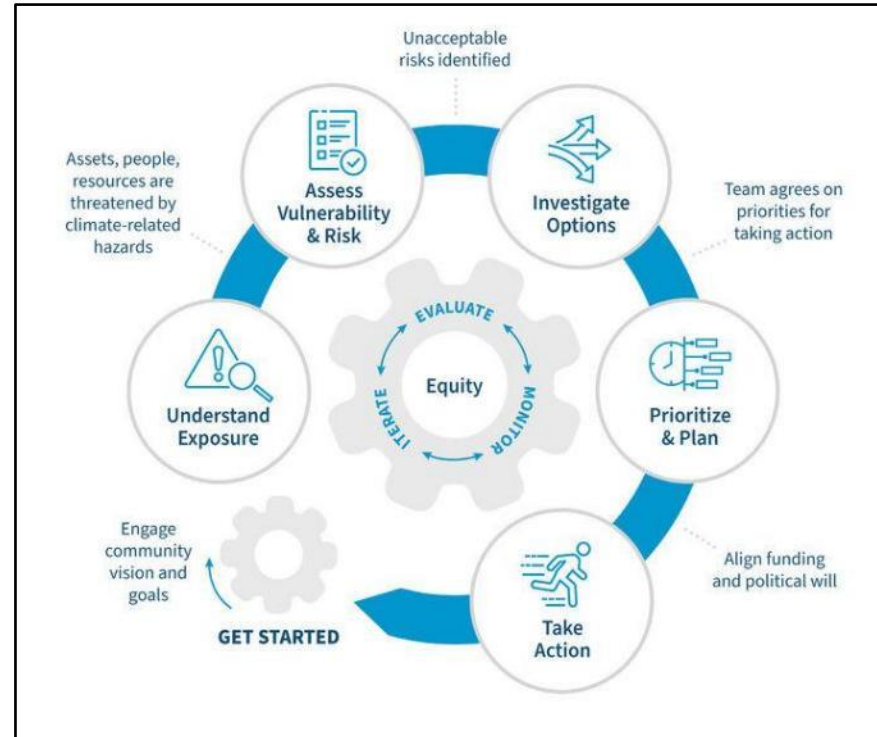 Unacceptable
risks identified
Assess
Vulnerability
& Risk
Investigate
Options
Assets, people,
resources are
threatened by
climate-related
hazards
Team agrees on
priorities for
taking action
EVALUATE
Equity
ITERATE
MONITOR
Understand
Exposure
Prioritize
& Plan
Engage
community
vision and
goals
GET STARTED
Align funding
and political will
Take
Action